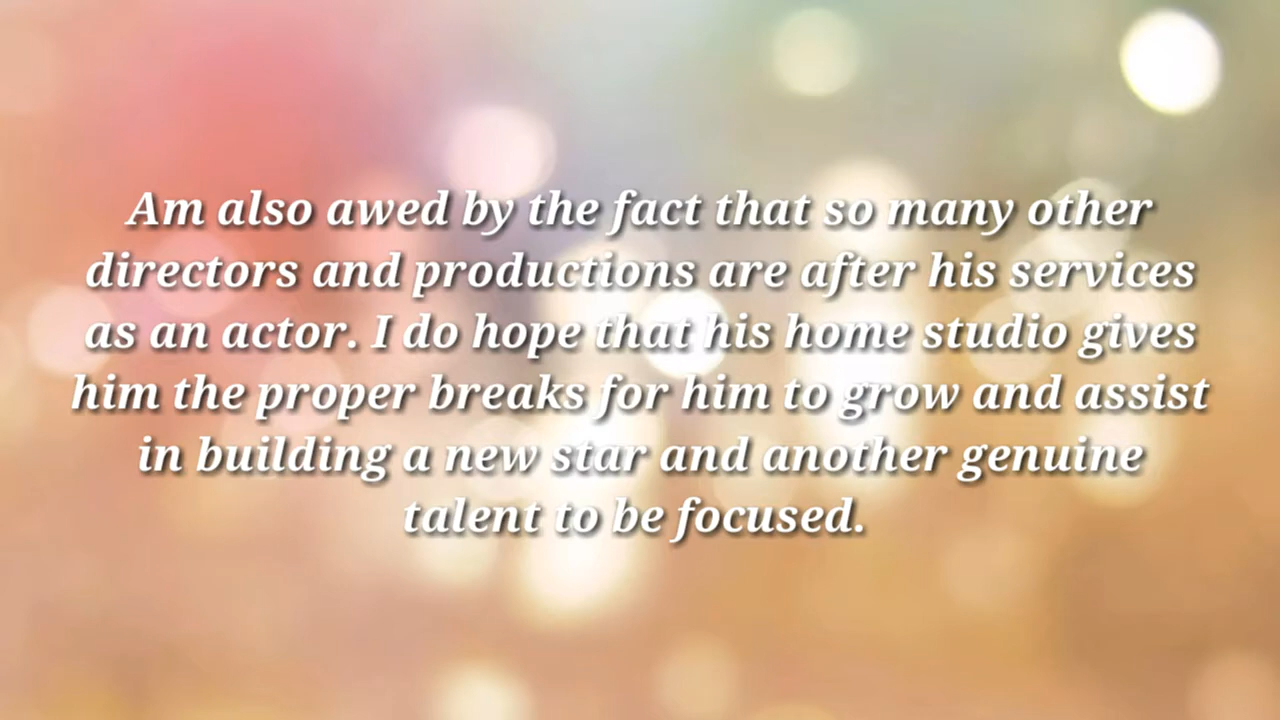 Am also awed by the fact that so many other
directors and productions are after his services
as an actor. I do hope that his home studio gives
him the proper breaks for him to grow and assist
in building a new star and another genuine
talent to be focused.